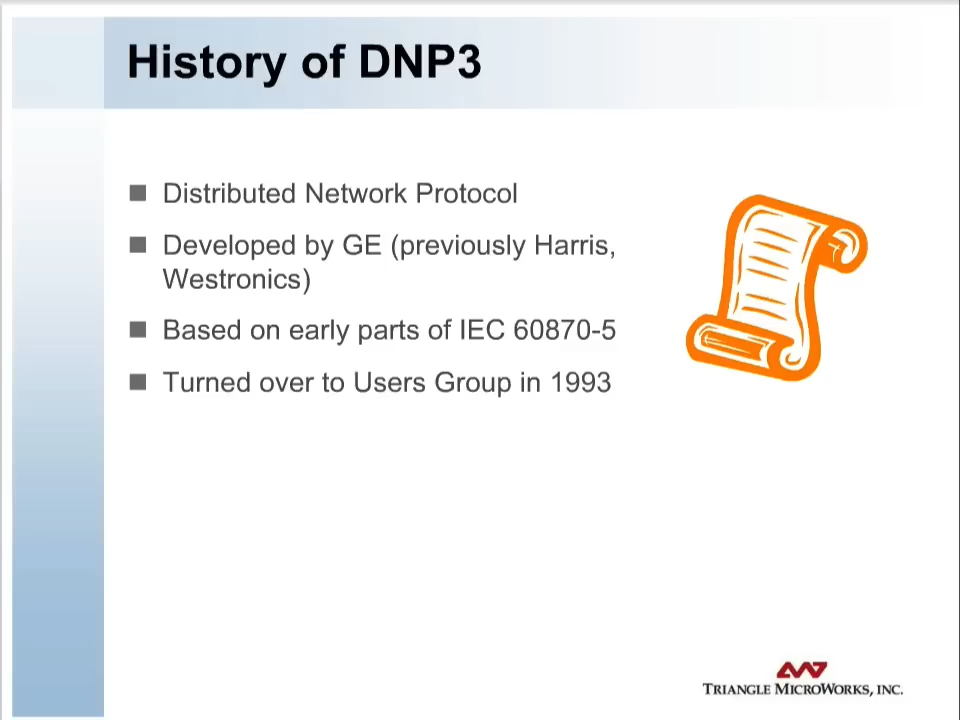 History of DNP3
Distributed Network Protocol
Developed by GE (previously Harris,
Westronics)
Based on early parts of IEC 60870-5
Turned over to Users Group in 1993
TRIANGLE MICROWORKS, INC.